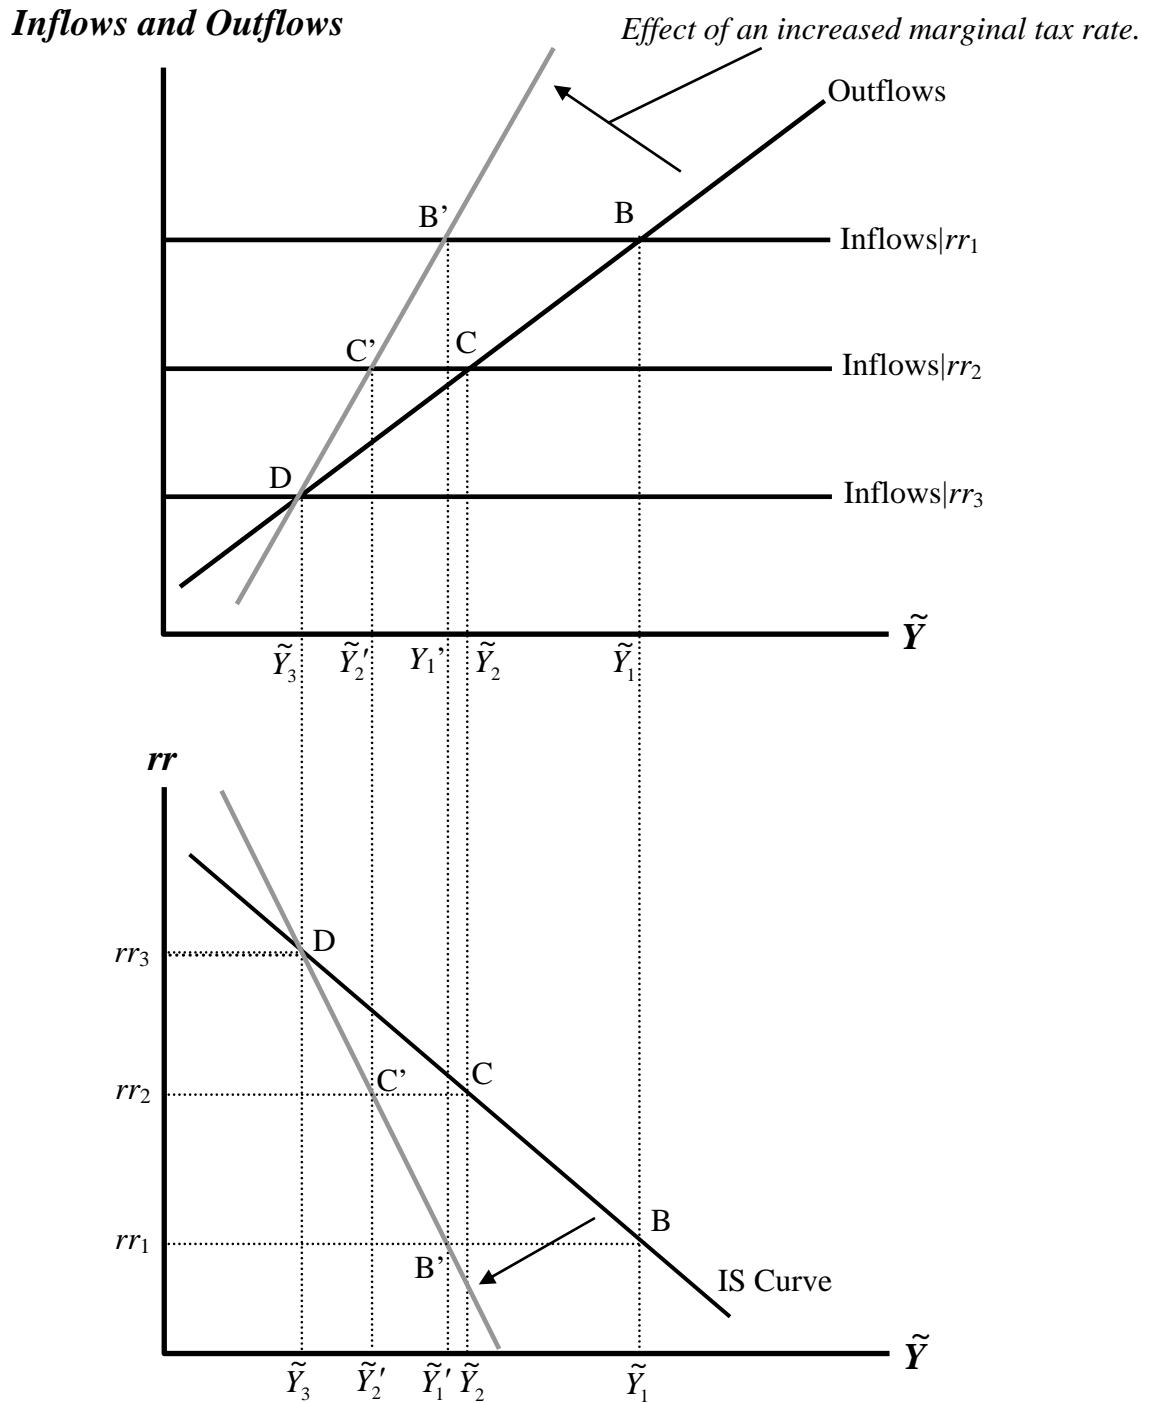 Inflows and Outflows
Effect of an increased marginal tax rate.
Outflows
B’
B
Inflows|rr₁
C’
C
Inflows|rr₂
D
Inflows|rr₃
Ỹ
Ỹ₃ Ỹ₂′ Y₁’ Ỹ₂ Ỹ₁
rr
D
rr₃
C’
C
rr₂
B
rr₁
B’
IS Curve
Ỹ
Ỹ₃ Ỹ₂′ Ỹ₁′ Ỹ₂ Ỹ₁